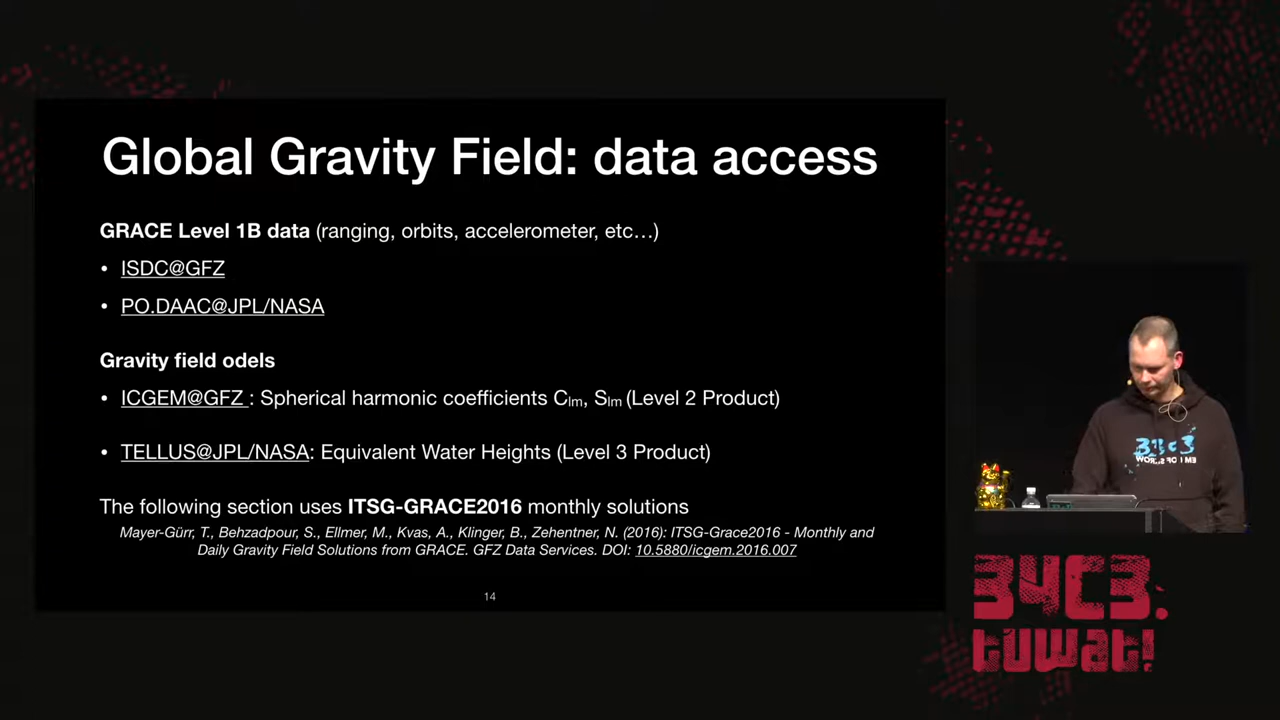 Global Gravity Field: data access
GRACE Level 1B data (ranging, orbits, accelerometer, etc…)
• ISDC@GFZ
• PO.DAAC@JPL/NASA
Gravity field odels
• ICGEM@GFZ : Spherical harmonic coefficients Clm, Slm (Level 2 Product)
• TELLUS@JPL/NASA: Equivalent Water Heights (Level 3 Product)
The following section uses ITSG-GRACE2016 monthly solutions
Mayer-Gürr, T., Behzadpour, S., Ellmer, M., Kvas, A., Klinger, B., Zehentner, N. (2016): ITSG-Grace2016 - Monthly and
Daily Gravity Field Solutions from GRACE. GFZ Data Services. DOI: 10.5880/icgem.2016.007
14
34C3.
tuwat!